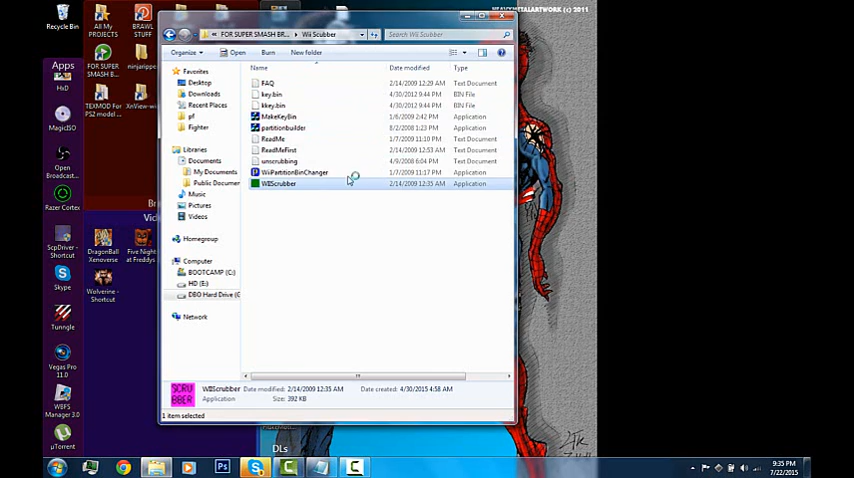 HEAVYMETALARTWORK (c) 2011
Recycle Bin
All My PROJECTS
BRAWL STUFF
FOR SUPER SMASH ...
ninjarippe
TEXMOD For PS2 model ...
XnView-wi
Apps
HxD
MagicISO
Open Broadcast...
Razer Cortex
ScpDriver - Shortcut
Skype
Tunngle
Vegas Pro 11.0
WBFS Manager 3.0
µTorrent
DragonBall Xenoverse
Five Night at Freddys
Wolverine - Shortcut
« FOR SUPER SMASH BR... ▸ Wii Scubber
Search Wii Scubber
Organize
Open
Burn
New folder
Name
Date modified
Type
FAQ 2/14/2009 12:29 AM Text Document
key.bin 4/30/2012 9:44 PM BIN File
kkey.bin 4/30/2012 9:44 PM BIN File
MakeKeyBin 1/6/2009 2:42 PM Application
partitionbuilder 8/2/2008 1:23 PM Application
ReadMe 1/7/2009 11:10 PM Text Document
ReadMeFirst 2/14/2009 12:53 AM Text Document
unscrubbing 4/9/2008 6:04 PM Text Document
WiiPartitionBinChanger 1/7/2009 11:17 PM Application
WIIScrubber 2/14/2009 12:35 AM Application
Favorites
Desktop
Downloads
Recent Places
pf
Fighter
Libraries
Documents
My Documents
Public Documen
Music
Pictures
Videos
Homegroup
Computer
BOOTCAMP (C:)
HD (E:)
DBO Hard Drive (G
Network
SCRU
BBER
WIIScrubber Date modified: 2/14/2009 12:35 AM Date created: 4/30/2015 4:58 AM
Application Size: 392 KB
1 item selected
DLs
9:35 PM
7/22/2015